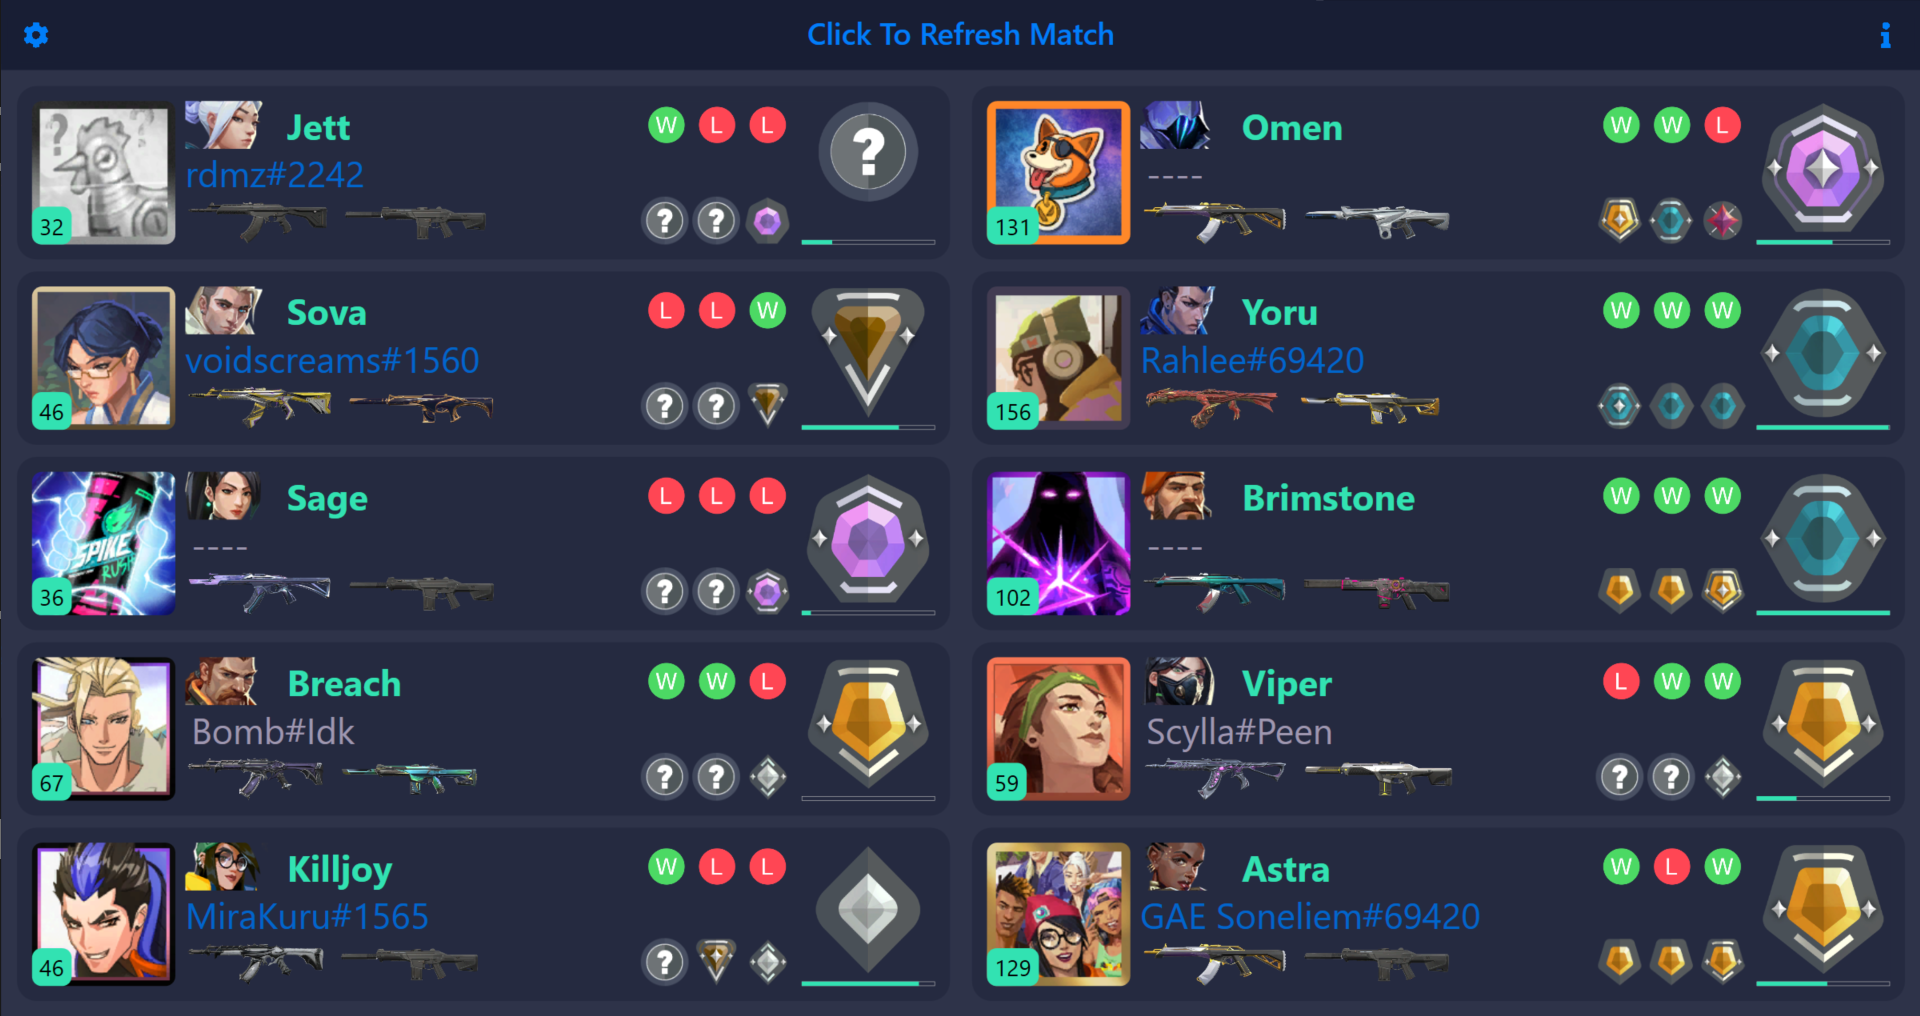 Click To Refresh Match
Jett
W L L
rdmz#2242
? ? ?
32
Sova
L L W
voidscreams#1560
? ?
46
Sage
L L L
----
SPIKE
RUSH
? ?
36
Breach
W W L
Bomb#Idk
? ?
67
Killjoy
W L L
MiraKuru#1565
?
46
Omen
W W L
----
131
Yoru
W W W
Rahlee#69420
156
Brimstone
W W W
----
102
Viper
L W W
Scylla#Peen
? ?
59
Astra
W L W
GAE Soneliem#69420
129